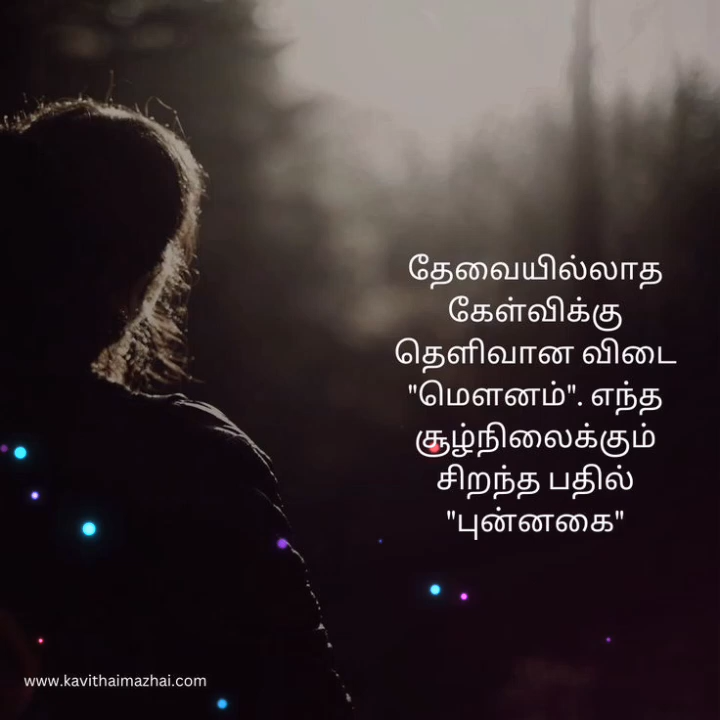 தேவையில்லாத
கேள்விக்கு
தெளிவான விடை
"மௌனம்". எந்த
சூழ்நிலைக்கும்
சிறந்த பதில்
"புன்னகை"
www.kavithaimazhai.com